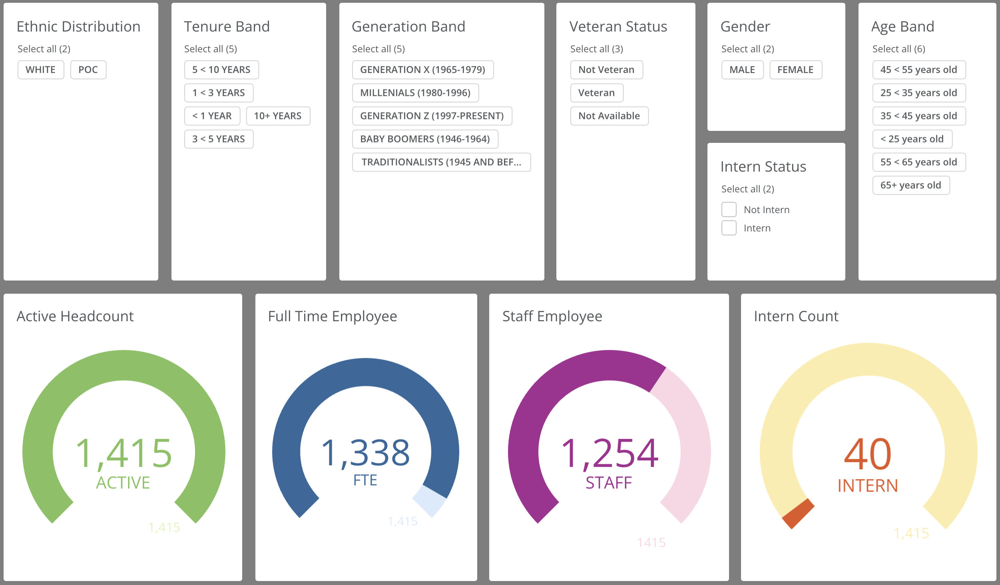 Ethnic Distribution
Select all (2)
WHITE POC
Tenure Band
Select all (5)
5 < 10 YEARS
1 < 3 YEARS
< 1 YEAR 10+ YEARS
3 < 5 YEARS
Generation Band
Select all (5)
GENERATION X (1965-1979)
MILLENIALS (1980-1996)
GENERATION Z (1997-PRESENT)
BABY BOOMERS (1946-1964)
TRADITIONALISTS (1945 AND BEF...
Veteran Status
Select all (3)
Not Veteran
Veteran
Not Available
Gender
Select all (2)
MALE FEMALE
Intern Status
Select all (2)
Not Intern
Intern
Age Band
Select all (6)
45 < 55 years old
25 < 35 years old
35 < 45 years old
< 25 years old
55 < 65 years old
65+ years old
Active Headcount
1,415
ACTIVE
1,415
Full Time Employee
1,338
FTE
1,415
Staff Employee
1,254
STAFF
1415
Intern Count
40
INTERN
1,415